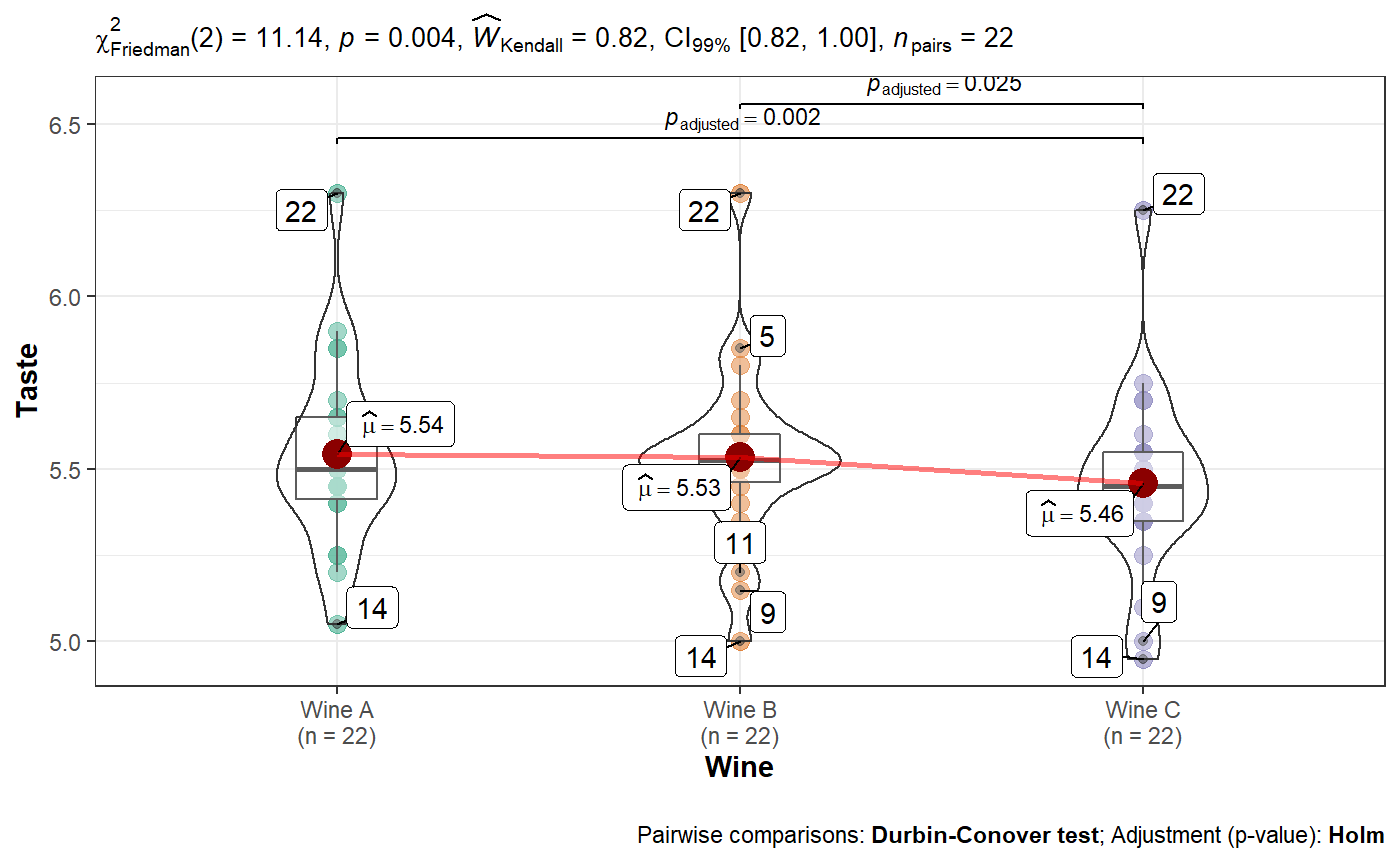 χ²Friedman(2) = 11.14, p = 0.004, ŴKendall = 0.82, CI99% [0.82, 1.00], npairs = 22
padjusted = 0.025
padjusted = 0.002
6.5
6.0
5.5
5.0
Taste
22
22
22
5
μ̂ = 5.54
μ̂ = 5.53
μ̂ = 5.46
11
14
9
9
14
14
Wine A
(n = 22)
Wine B
(n = 22)
Wine C
(n = 22)
Wine
Pairwise comparisons: Durbin-Conover test; Adjustment (p-value): Holm